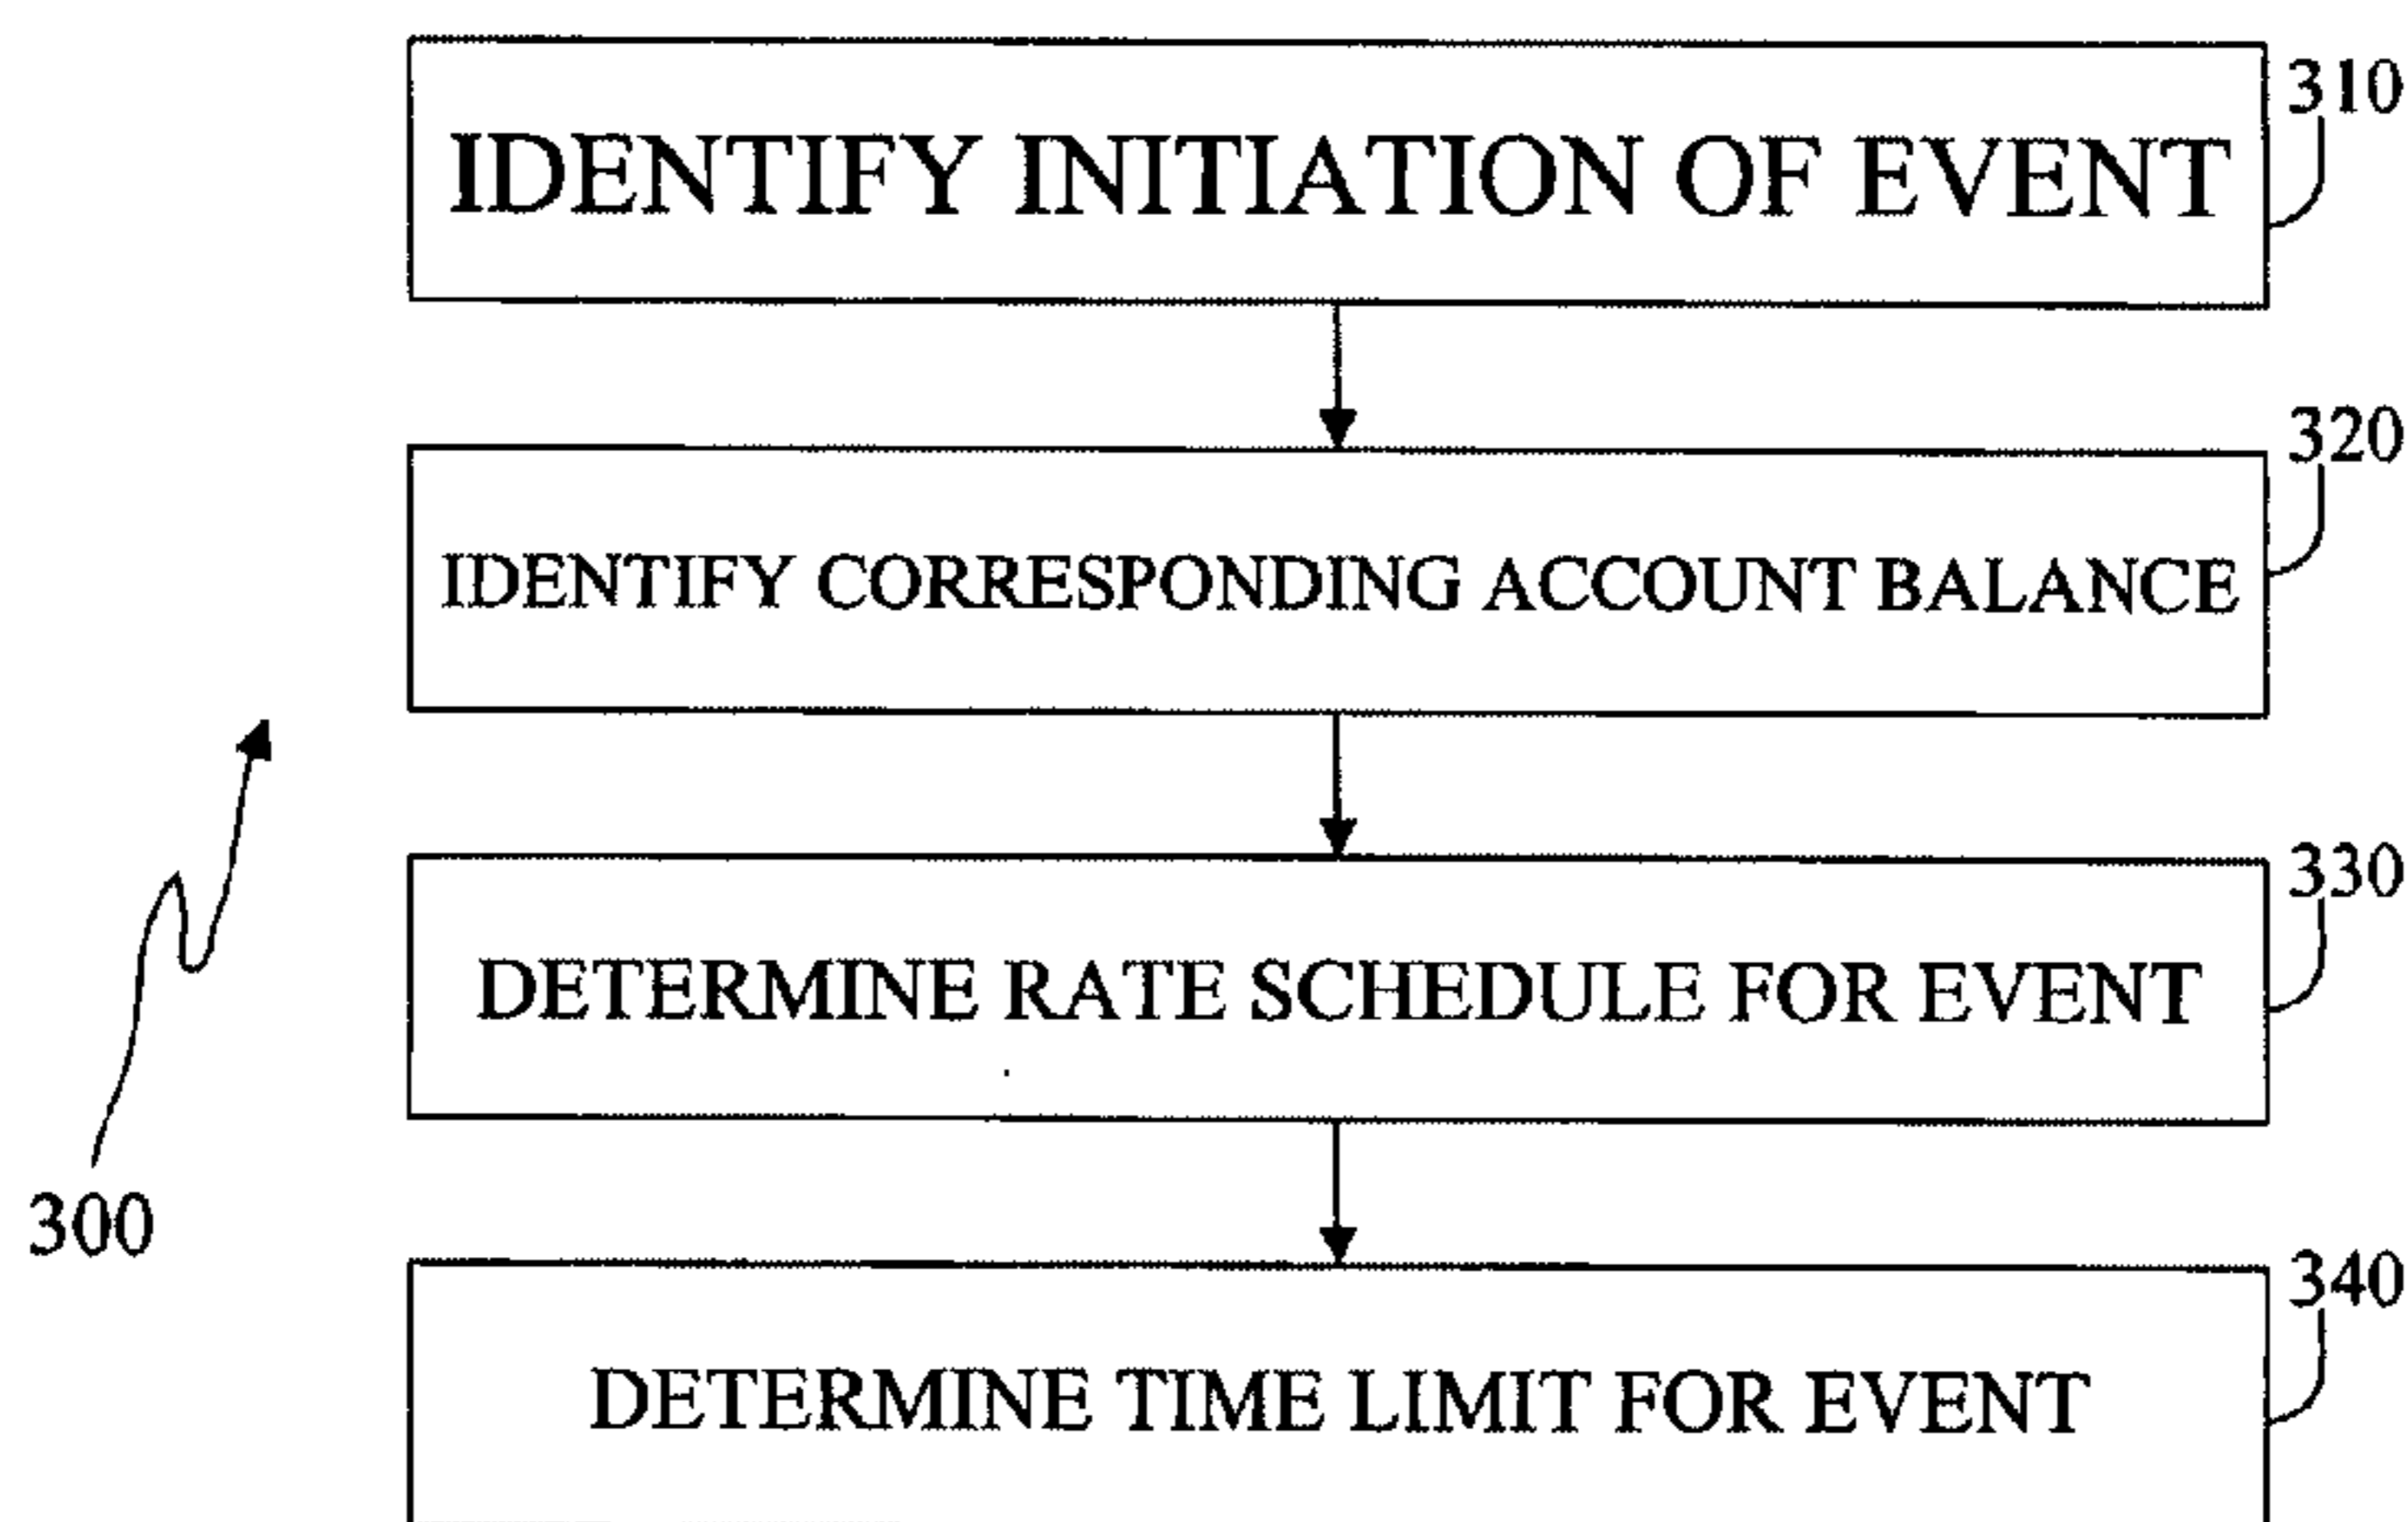 310
IDENTIFY INITIATION OF EVENT
320
IDENTIFY CORRESPONDING ACCOUNT BALANCE
330
DETERMINE RATE SCHEDULE FOR EVENT
300
340
DETERMINE TIME LIMIT FOR EVENT